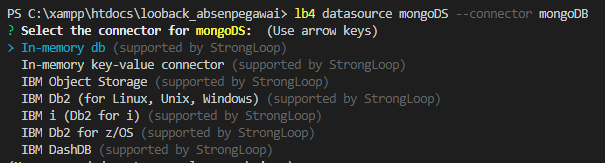 PS C:\xampp\htdocs\looback_absenpegawai> lb4 datasource mongoDS --connector mongoDB
? Select the connector for mongoDS: (Use arrow keys)
> In-memory db (supported by StrongLoop)
In-memory key-value connector (supported by StrongLoop)
IBM Object Storage (supported by StrongLoop)
IBM Db2 (for Linux, Unix, Windows) (supported by StrongLoop)
IBM i (Db2 for i) (supported by StrongLoop)
IBM Db2 for z/OS (supported by StrongLoop)
IBM DashDB (supported by StrongLoop)